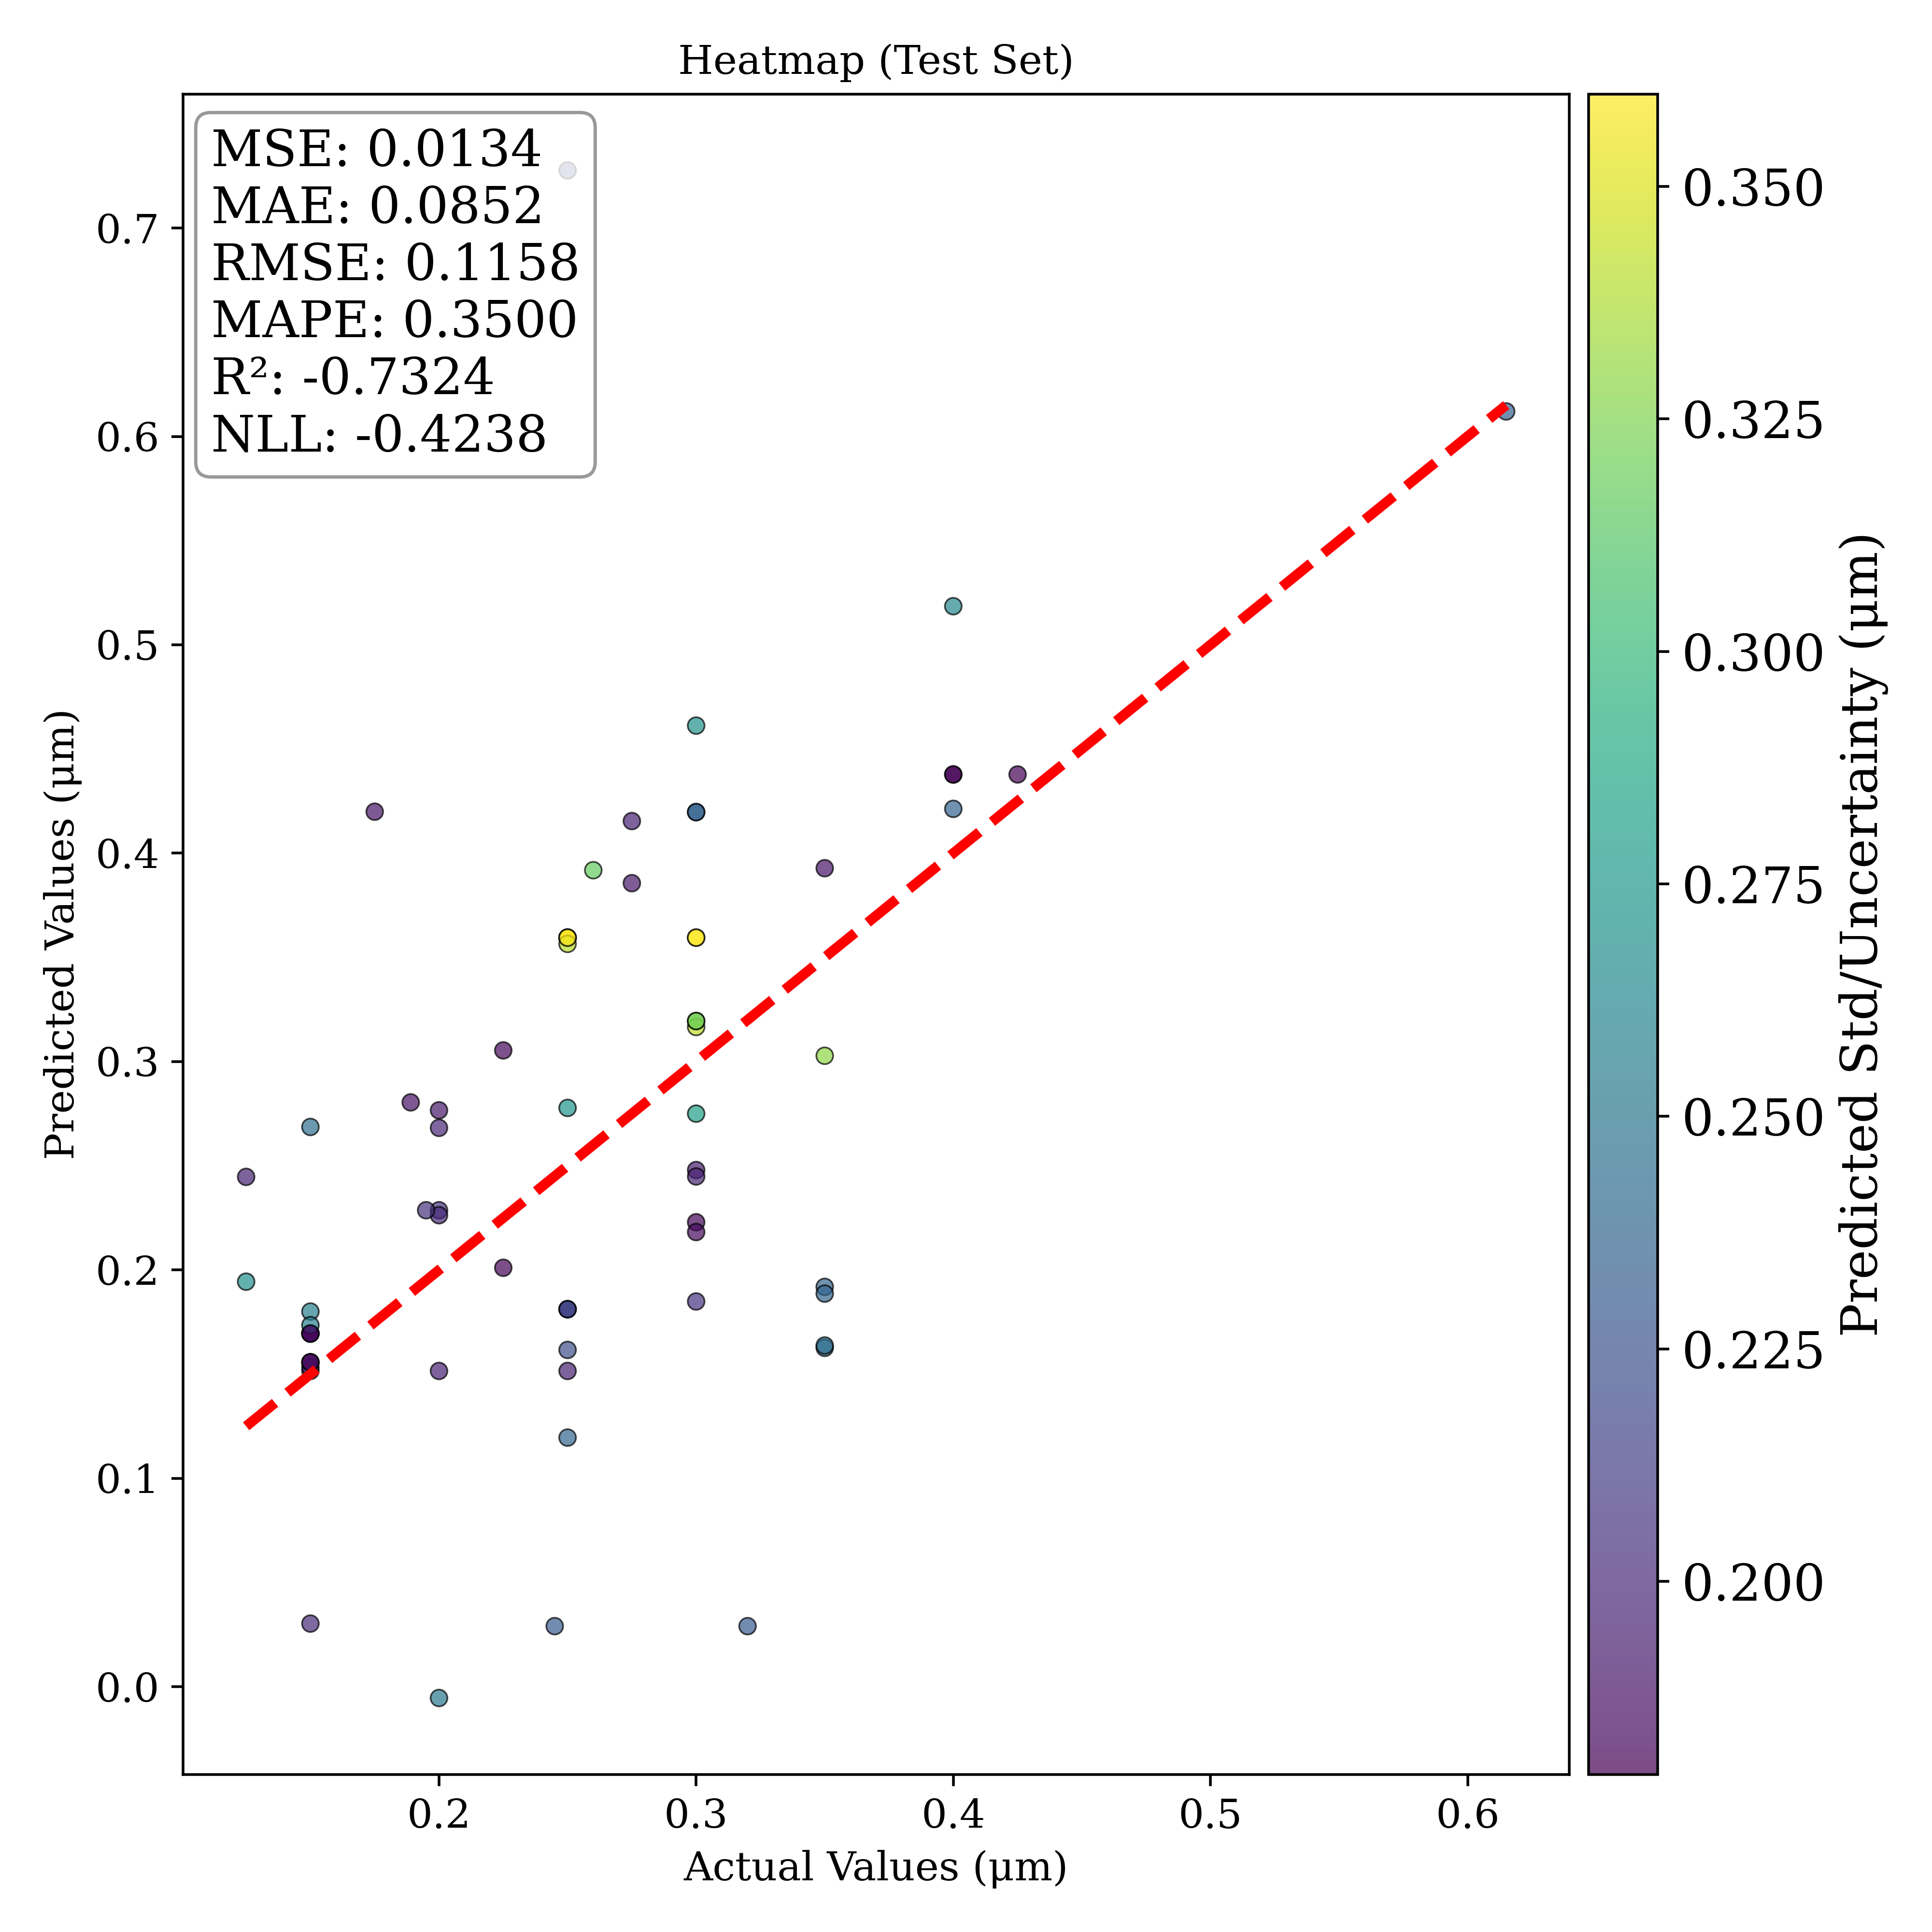 Heatmap (Test Set)
MSE: 0.0134
MAE: 0.0852
RMSE: 0.1158
MAPE: 0.3500
R²: -0.7324
NLL: -0.4238
Predicted Values (μm)
0.7
0.6
0.5
0.4
0.3
0.2
0.1
0.0
0.2
0.3
0.4
0.5
0.6
Actual Values (μm)
0.350
0.325
0.300
0.275
0.250
0.225
0.200
Predicted Std/Uncertainty (μm)